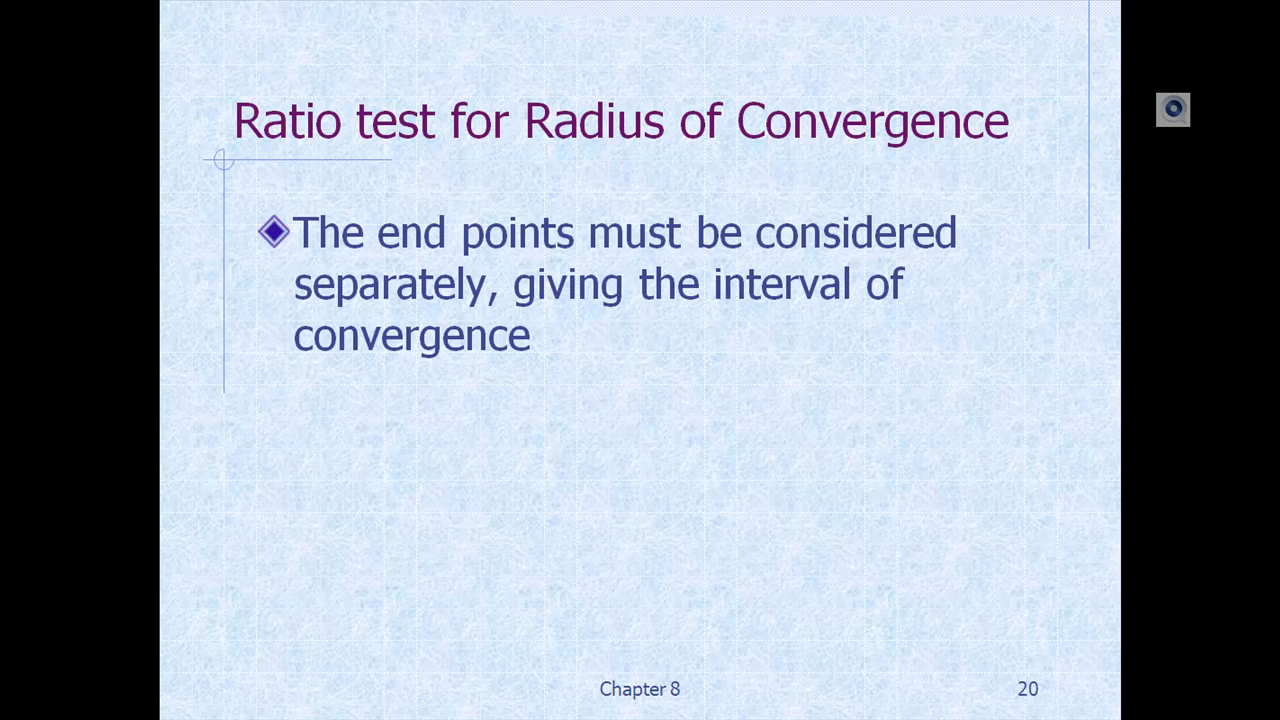 Ratio test for Radius of Convergence
The end points must be considered
separately, giving the interval of
convergence
Chapter 8
20